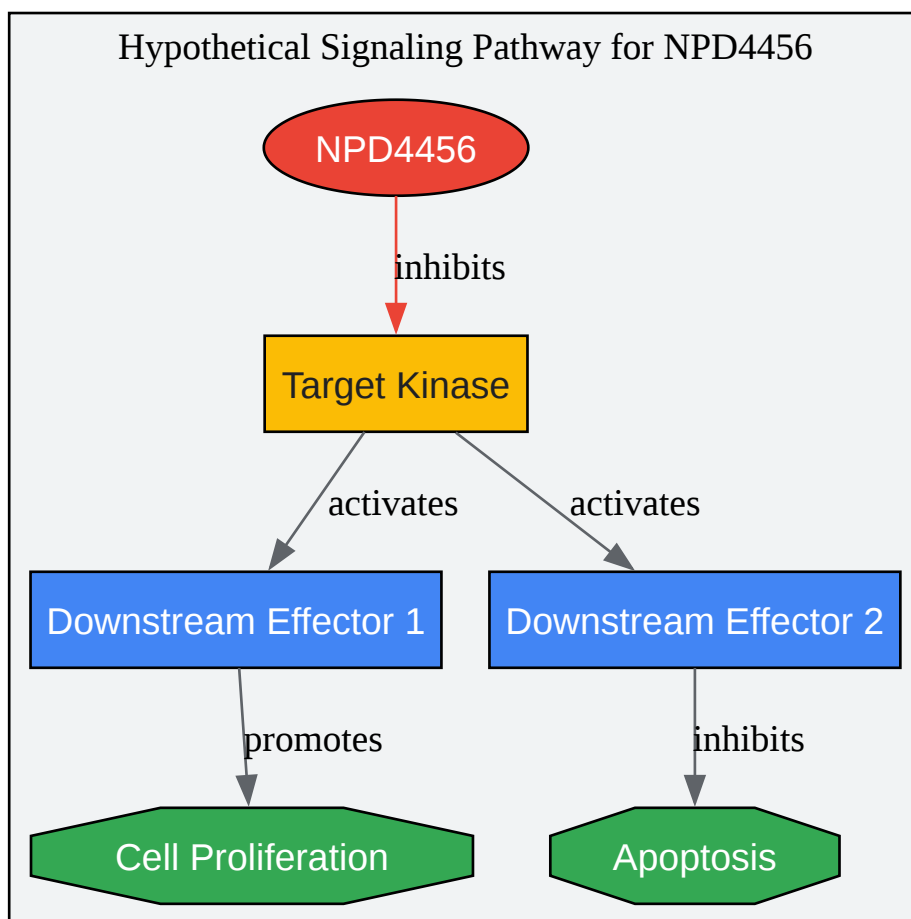 Hypothetical Signaling Pathway for NPD4456
NPD4456
inhibits
Target Kinase
activates
activates
Downstream Effector 1
Downstream Effector 2
promotes
inhibits
Cell Proliferation
Apoptosis